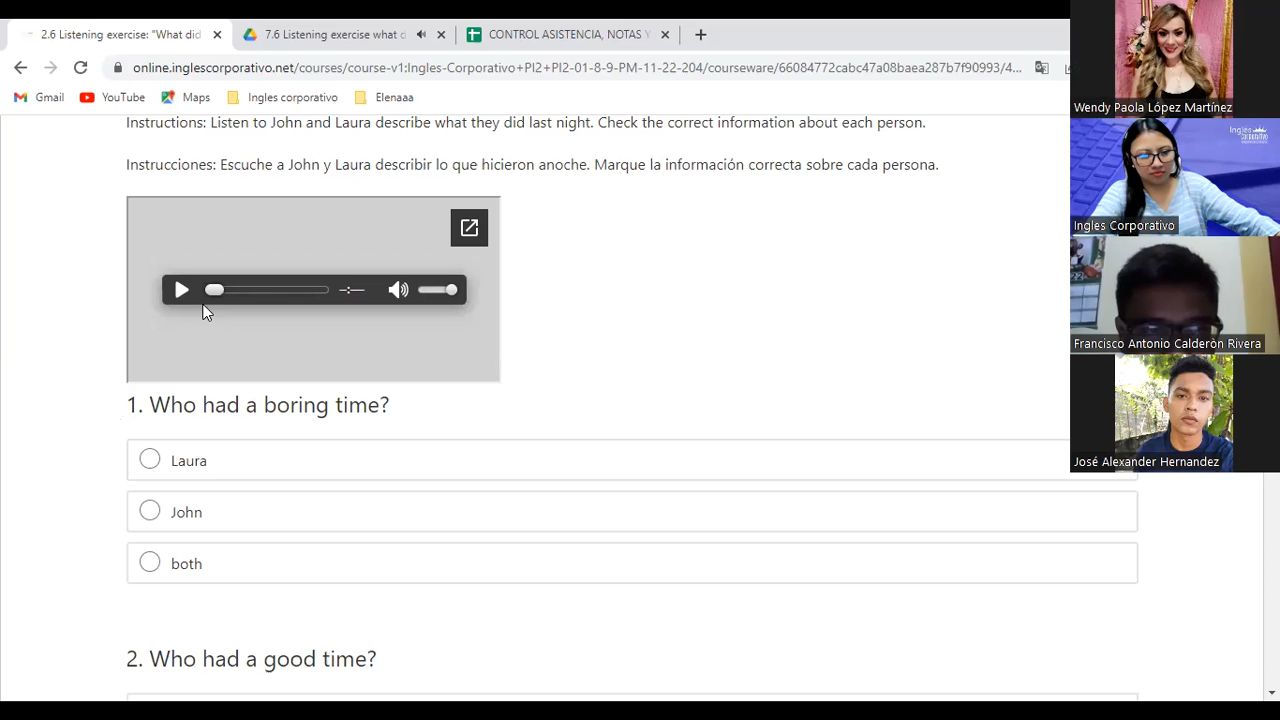 2.6 Listening exercise: "What did
7.6 Listening exercise what c
CONTROL ASISTENCIA, NOTAS Y
online.inglescorporativo.net/courses/course-v1:Ingles-Corporativo+PI2+PI2-01-8-9-PM-11-22-204/courseware/66084772cabc47a08baea287b7f90993/4...
Gmail
YouTube
Maps
Ingles corporativo
Elenaaa
Instructions: Listen to John and Laura describe what they did last night. Check the correct information about each person.
Instrucciones: Escuche a John y Laura describir lo que hicieron anoche. Marque la información correcta sobre cada persona.
-:--
1. Who had a boring time?
Laura
John
both
2. Who had a good time?
Wendy Paola López Martínez
Ingles Corporativo
Francisco Antonio Calderòn Rivera
José Alexander Hernandez